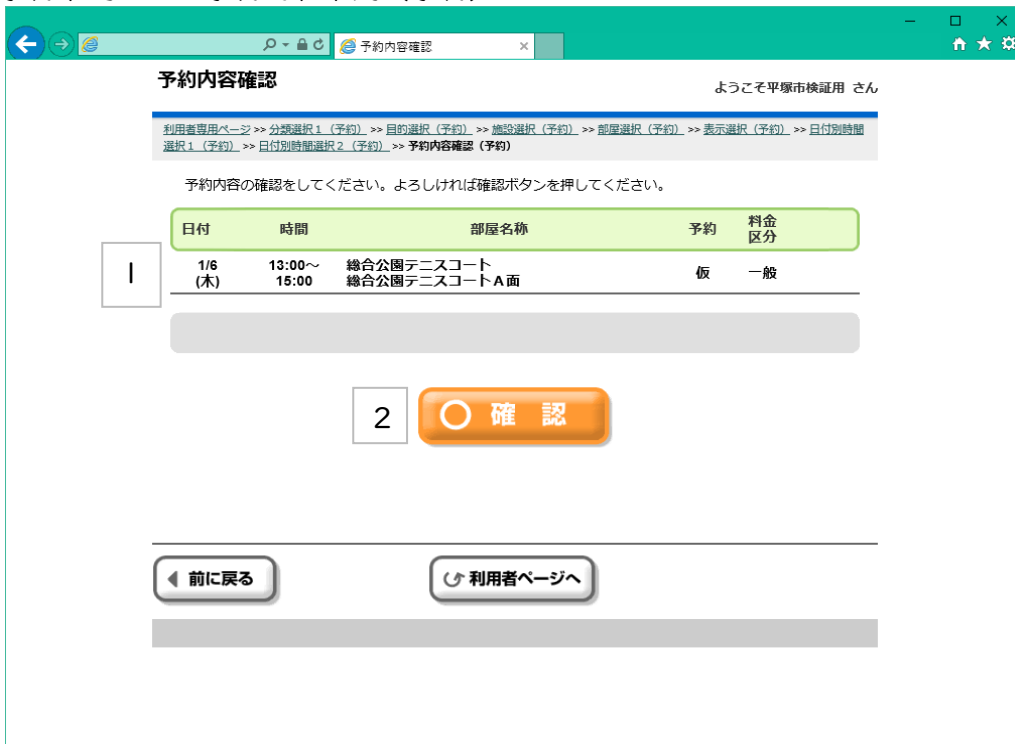 予約内容確認
予約内容確認
ようこそ平塚市検証用 さん
利用者専用ページ >> 分類選択1（予約） >> 目的選択（予約） >> 施設選択（予約） >> 部屋選択（予約） >> 表示選択（予約） >> 日付別時間
選択1（予約） >> 日付別時間選択2（予約） >> 予約内容確認（予約）
予約内容の確認をしてください。よろしければ確認ボタンを押してください。
日付 時間 部屋名称 予約 料金
区分
1
1/6 13:00～ 総合公園テニスコート 仮 一般
(木) 15:00 総合公園テニスコートA面
2
確 認
前に戻る
利用者ページへ